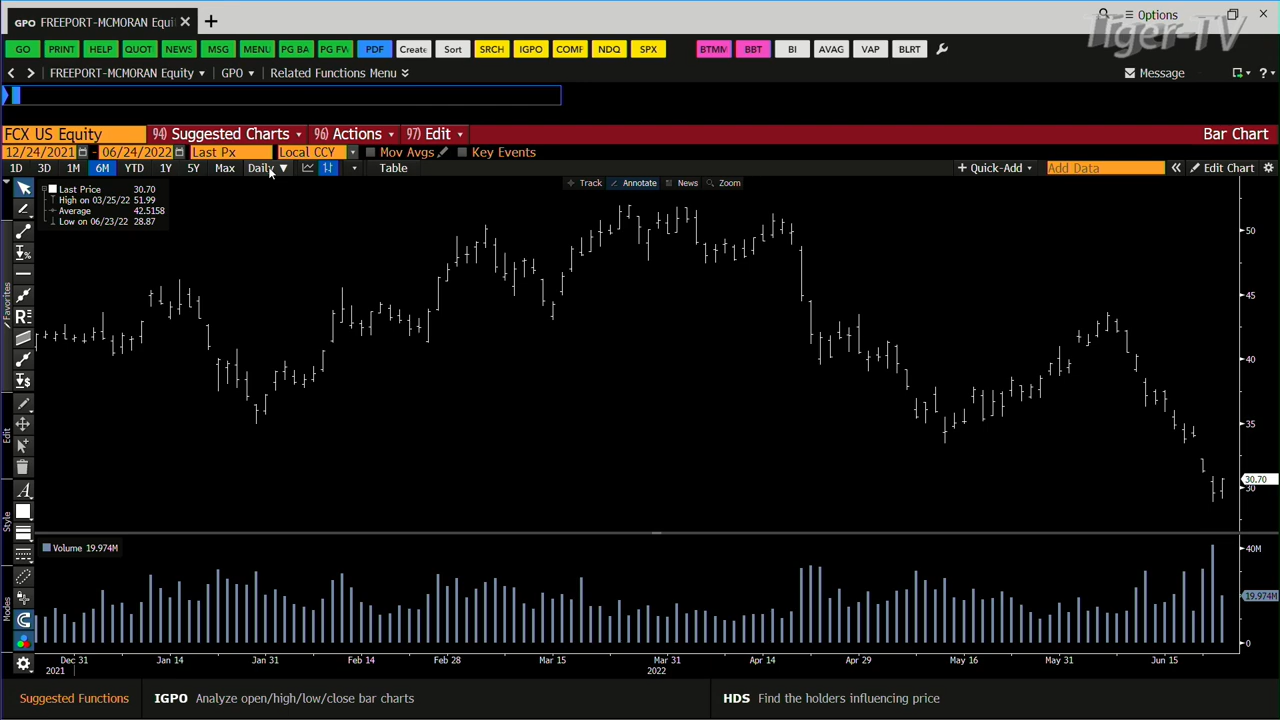 GPO FREEPORT-MCMORAN Equi
Options
Tiger-TV
GO PRINT HELP QUOT NEWS MSG MENU PG BA PG FW PDF Create Sort SRCH IGPO COMF NDQ SPX BTMM BBT BI AVAG VAP BLRT
FREEPORT-MCMORAN Equity GPO Related Functions Menu Message ?
FCX US Equity 94) Suggested Charts 96) Actions 97) Edit Bar Chart
12/24/2021 - 06/24/2022 Last Px Local CCY Mov Avgs Key Events
1D 3D 1M 6M YTD 1Y 5Y Max Daily ▼ Table + Quick-Add Add Data « Edit Chart
Track Annotate News Zoom
Last Price 30.70
High on 03/25/22 51.99
Average 42.5158
Low on 06/23/22 28.87
Favorites
Edit
Style
Modes
50
45
40
35
30.70
30
Volume 19.974M
40M
19.974M
0
Dec 31 Jan 14 Jan 31 Feb 14 Feb 28 Mar 15 Mar 31 Apr 14 Apr 29 May 16 May 31 Jun 15
2021 2022
Suggested Functions IGPO Analyze open/high/low/close bar charts HDS Find the holders influencing price